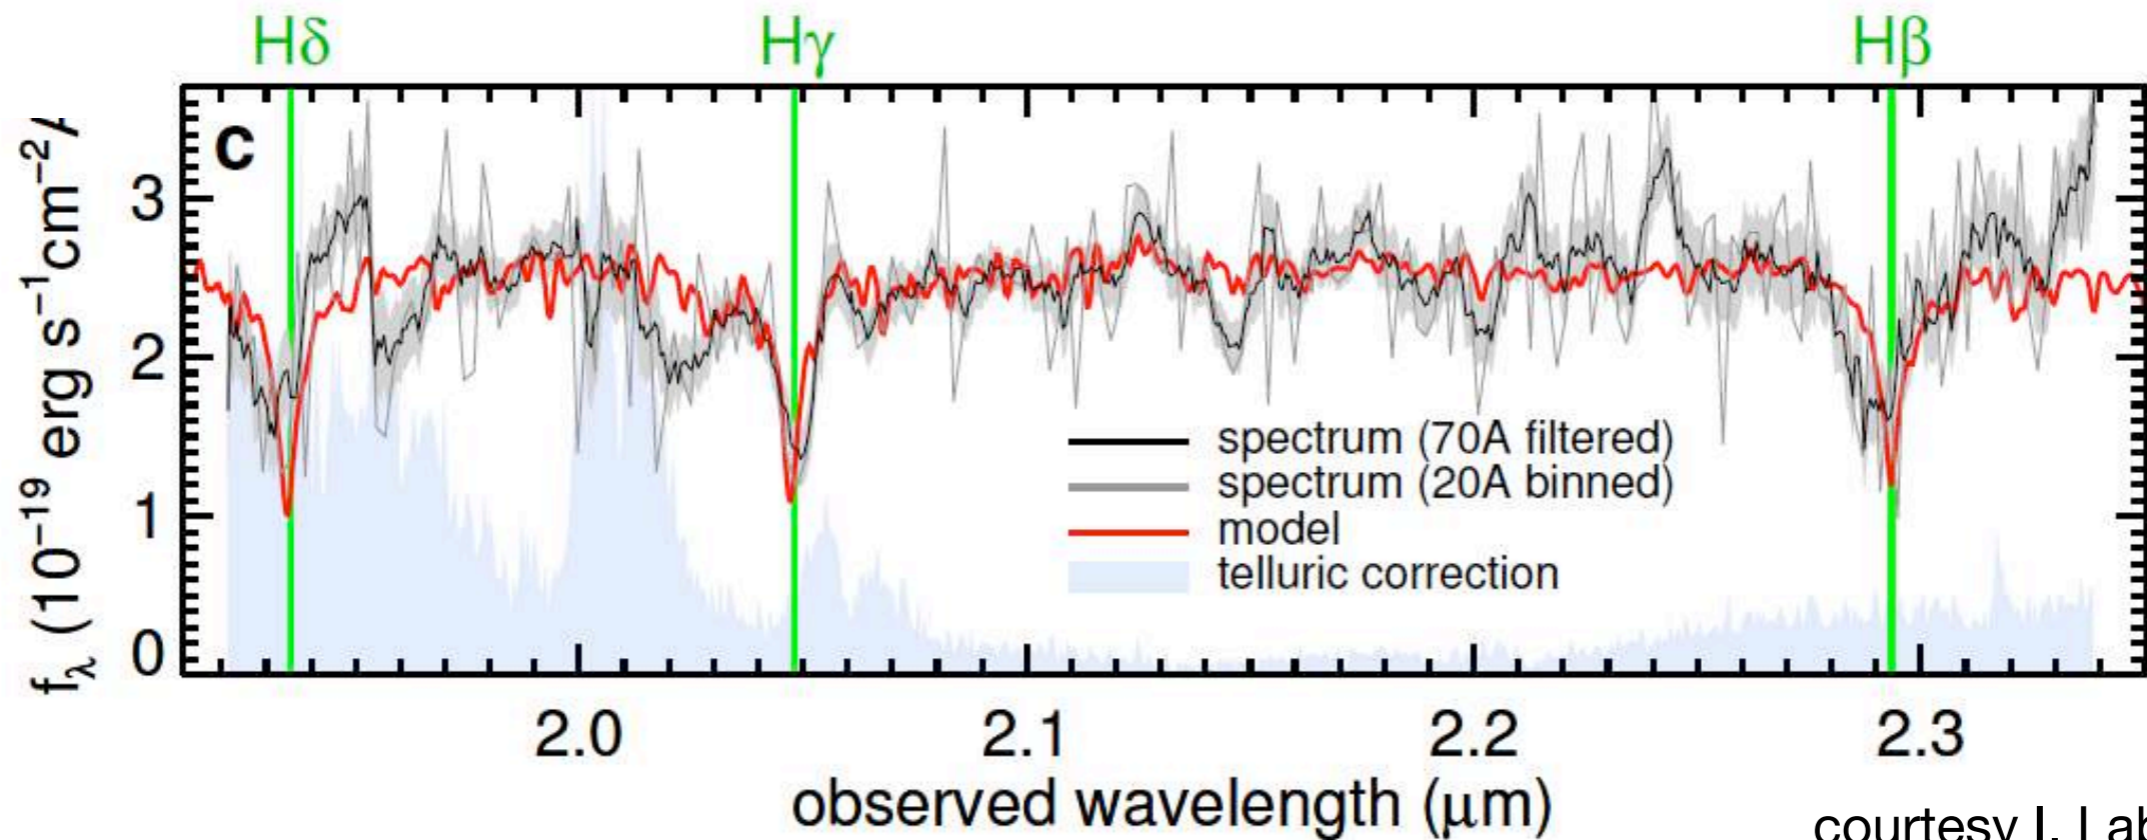 Hδ Hγ Hβ
c
3
2
1
0
f_λ (10⁻¹⁹ erg s⁻¹cm⁻²
spectrum (70A filtered)
spectrum (20A binned)
model
telluric correction
2.0 2.1 2.2 2.3
observed wavelength (μm)
courtesy I.